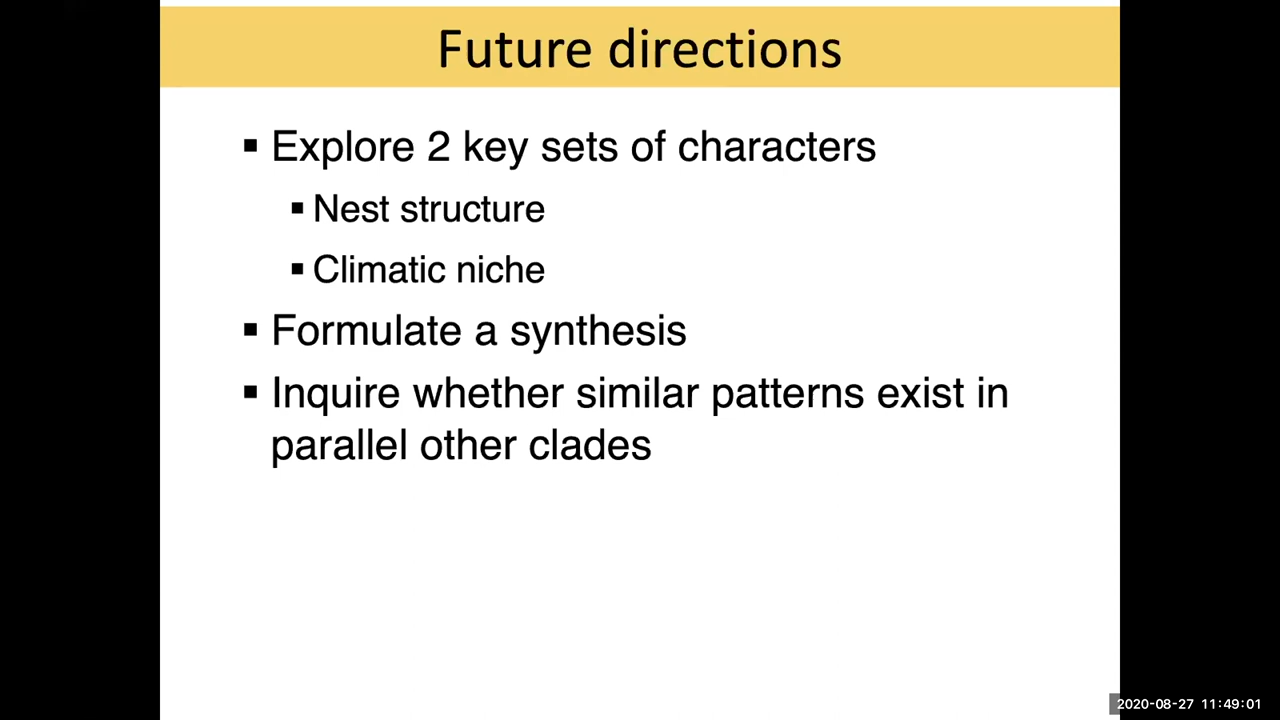 Future directions
▪ Explore 2 key sets of characters
▪ Nest structure
▪ Climatic niche
▪ Formulate a synthesis
▪ Inquire whether similar patterns exist in
parallel other clades
2020-08-27 11:49:01